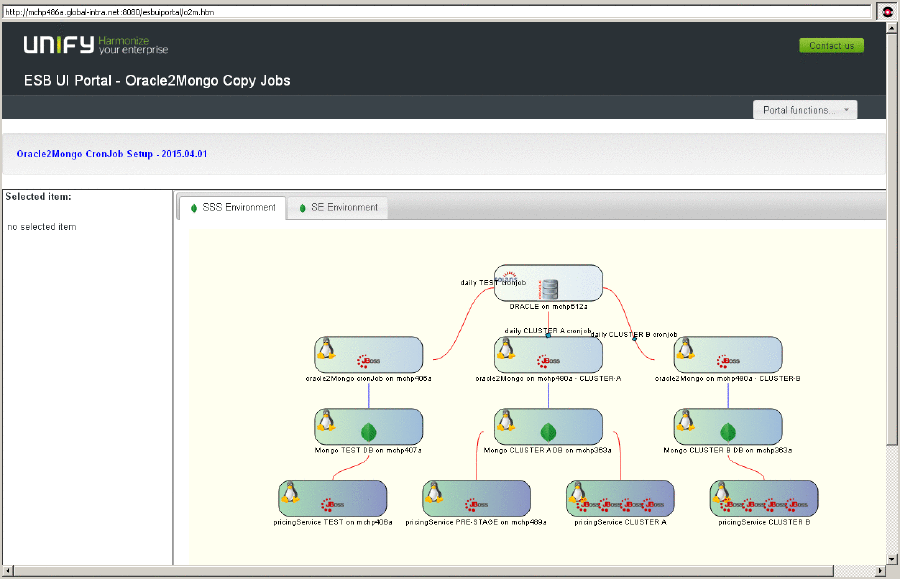 http://mchp486a.global-intra.net:8080/esbuiportal/o2m.htm
UNIFY Harmonize
your enterprise
Contact us
ESB UI Portal - Oracle2Mongo Copy Jobs
Portal functions...
Oracle2Mongo CronJob Setup - 2015.04.01
Selected item:
no selected item
SSS Environment
SE Environment
daily TEST cronjob
ORACLE on mchp512a
daily CLUSTER A cronjob
daily CLUSTER B cronjob
JBoss
JBoss
JBoss
oracle2Mongo cronJob on mchp406a
oracle2Mongo on mchp480a - CLUSTER-A
oracle2Mongo on mchp480a - CLUSTER-B
Mongo TEST DB on mchp407a
Mongo CLUSTER A DB on mchp363a
Mongo CLUSTER B DB on mchp363a
JBoss
JBoss
JBoss JBoss JBoss JBoss
JBoss JBoss JBoss JBoss
pricingService TEST on mchp408a
pricingService PRE-STAGE on mchp489a
pricingService CLUSTER A
pricingService CLUSTER B